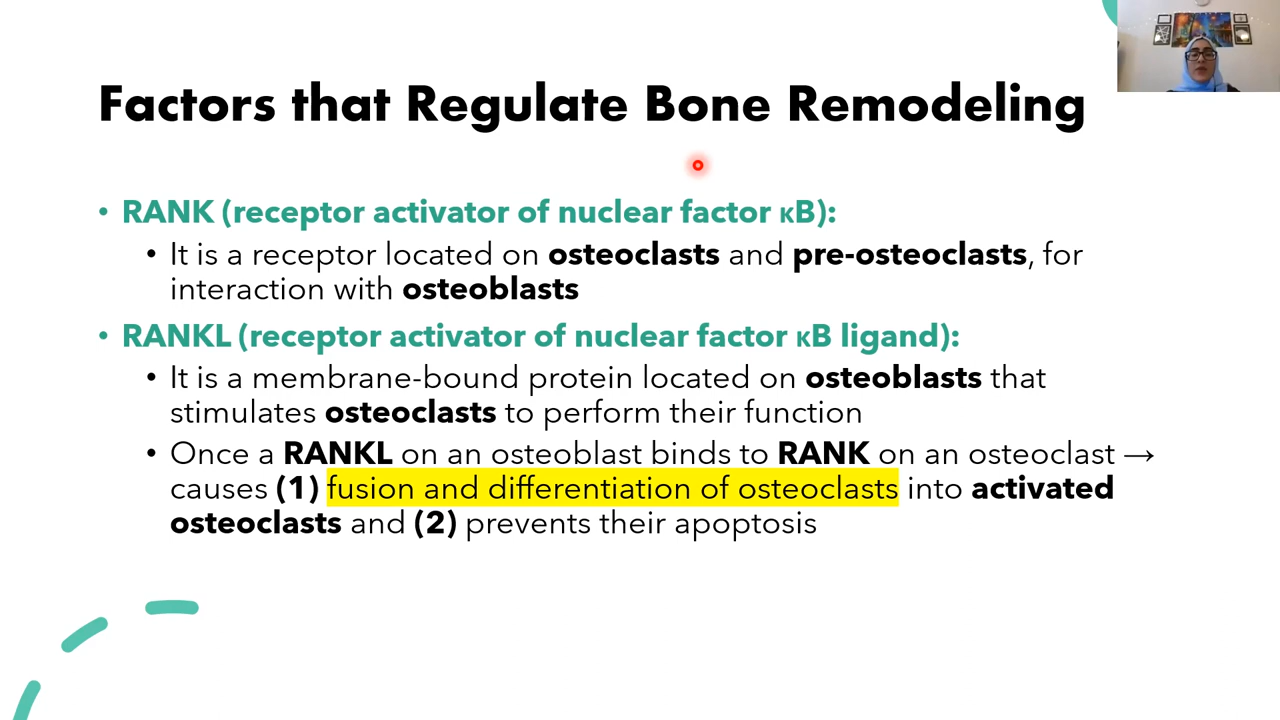 Factors that Regulate Bone Remodeling
• RANK (receptor activator of nuclear factor κB):
• It is a receptor located on osteoclasts and pre-osteoclasts, for
interaction with osteoblasts
• RANKL (receptor activator of nuclear factor κB ligand):
• It is a membrane-bound protein located on osteoblasts that
stimulates osteoclasts to perform their function
• Once a RANKL on an osteoblast binds to RANK on an osteoclast →
causes (1) fusion and differentiation of osteoclasts into activated
osteoclasts and (2) prevents their apoptosis